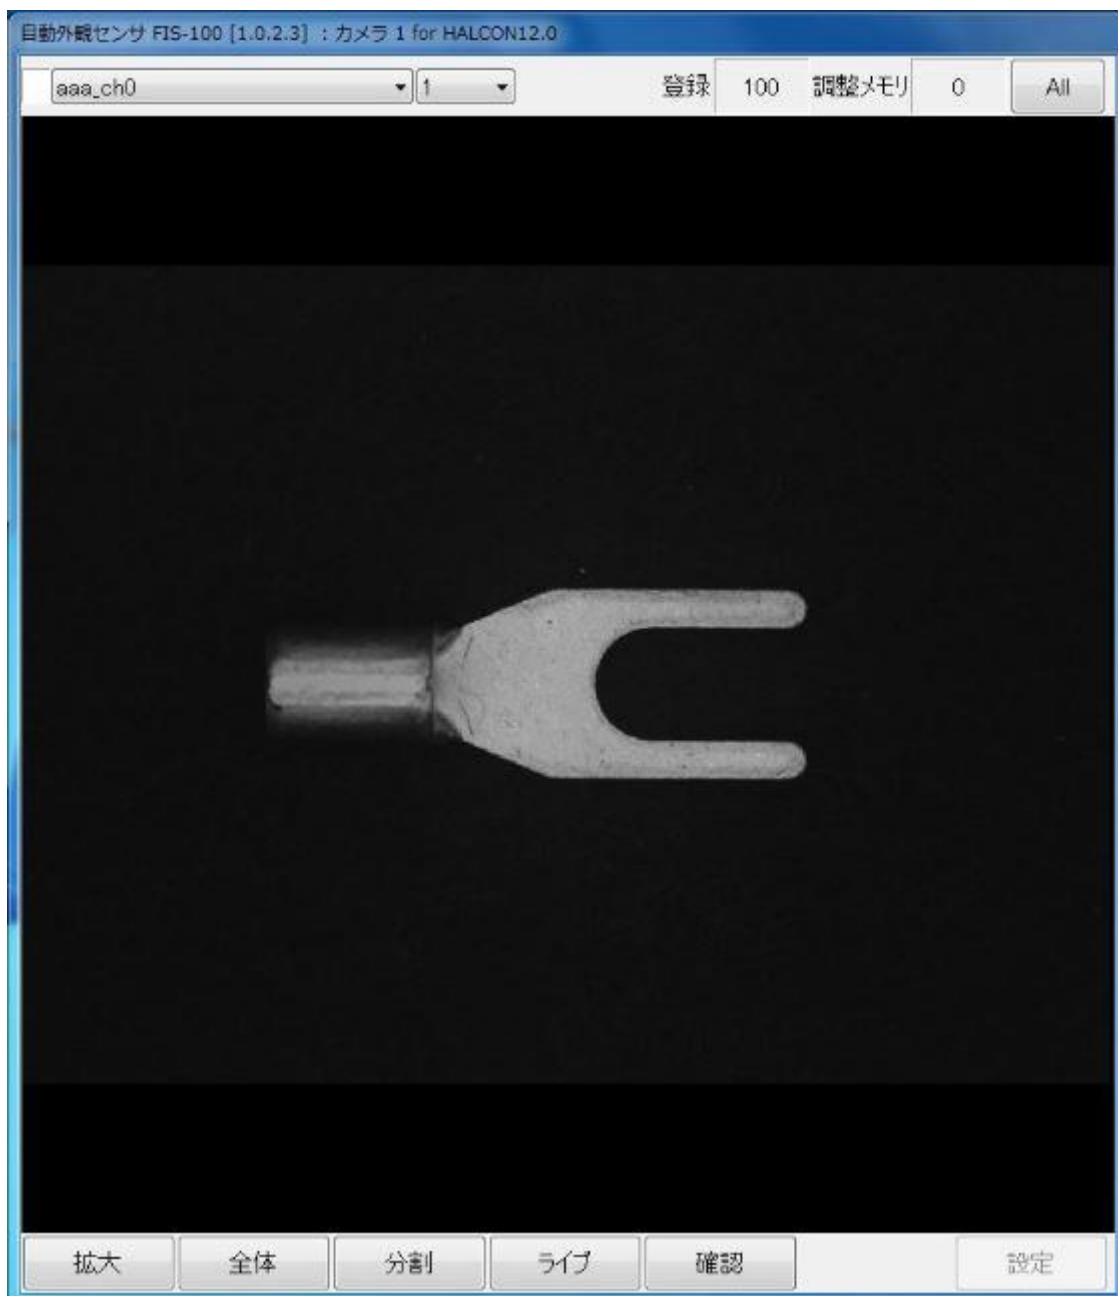 自動外観センサ FIS-100 [1.0.2.3] : カメラ 1 for HALCON12.0
aaa_ch0 1 登録 100 調整メモリ 0 All
拡大 全体 分割 ライブ 確認 設定